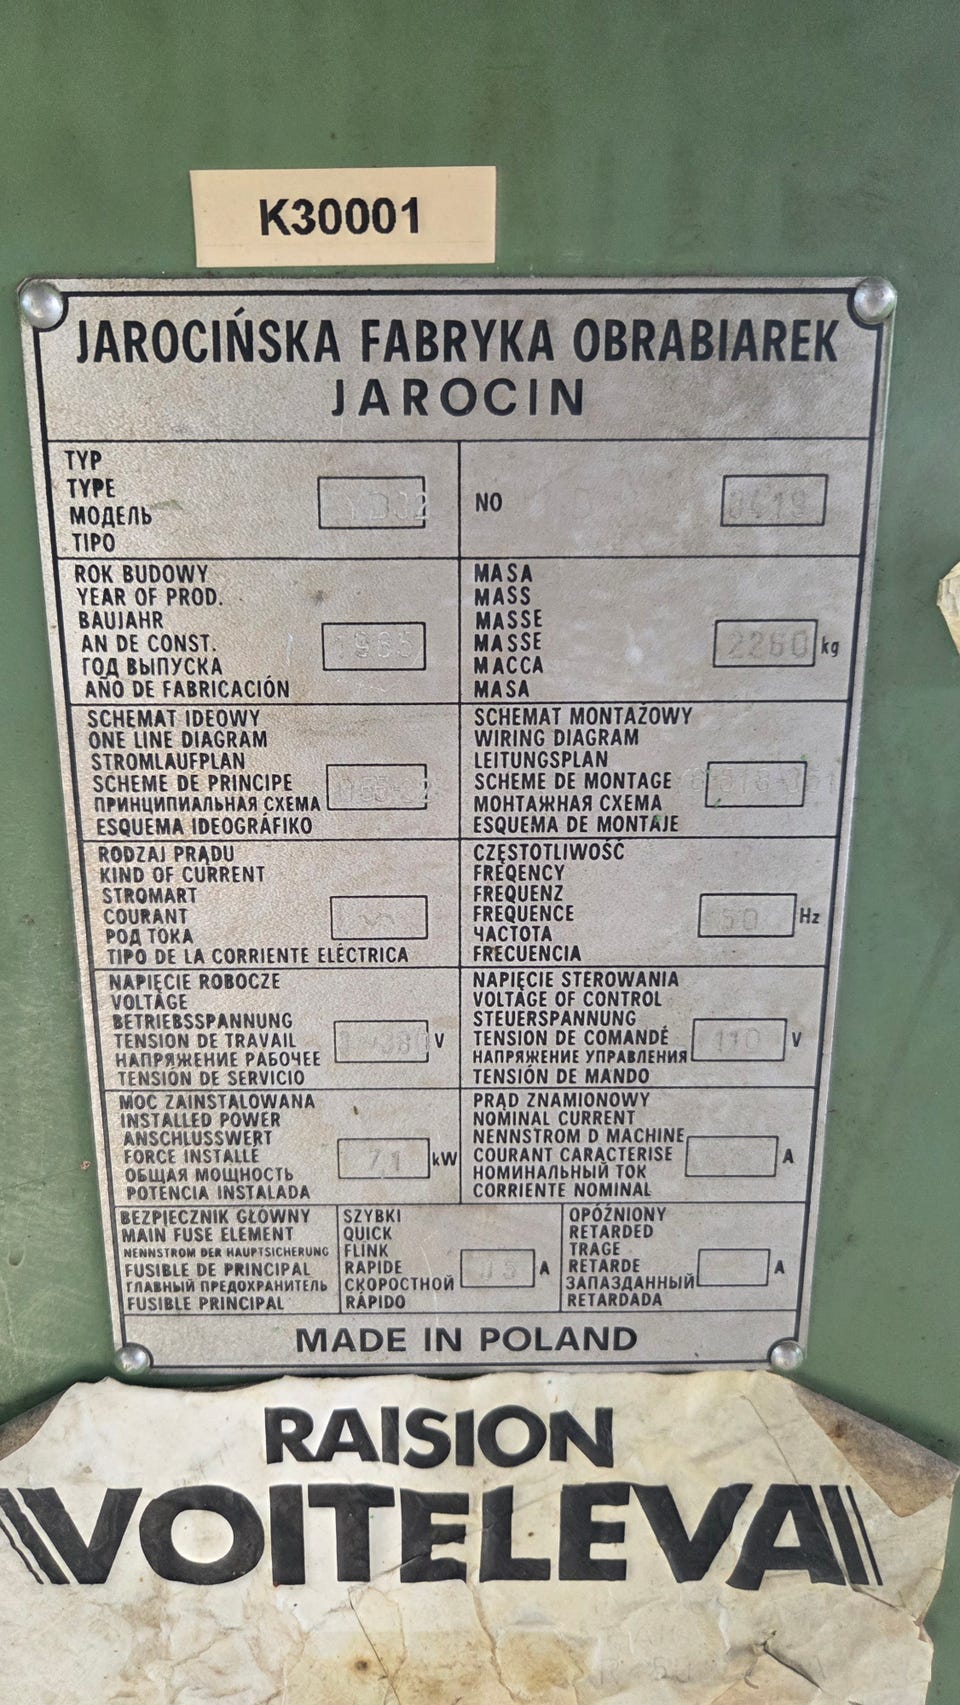 K30001
JAROCIŃSKA FABRYKA OBRABIAREK
JAROCIN
TYP
TYPE
МОДЕЛЬ
TIPO
NO
0419
ROK BUDOWY
YEAR OF PROD.
BAUJAHR
AN DE CONST.
ГОД ВЫПУСКА
AÑO DE FABRICACIÓN
1985
MASA
MASS
MASSE
MASSE
МАССА
MASA
2260 kg
SCHEMAT IDEOWY
ONE LINE DIAGRAM
STROMLAUFPLAN
SCHEME DE PRINCIPE
ПРИНЦИПИАЛЬНАЯ СХЕМА
ESQUEMA IDEOGRÁFIKO
SCHEMAT MONTAŻOWY
WIRING DIAGRAM
LEITUNGSPLAN
SCHEME DE MONTAGE
МОНТАЖНАЯ СХЕМА
ESQUEMA DE MONTAJE
RODZAJ PRĄDU
KIND OF CURRENT
STROMART
COURANT
РОД ТОКА
TIPO DE LA CORRIENTE ELÉCTRICA
~
CZĘSTOTLIWOŚĆ
FREQENCY
FREQUENZ
FREQUENCE
ЧАСТОТА
FRECUENCIA
50 Hz
NAPIĘCIE ROBOCZE
VOLTAGE
BETRIEBSSPANNUNG
TENSION DE TRAVAIL
НАПРЯЖЕНИЕ РАБОЧЕЕ
TENSIÓN DE SERVICIO
380 V
NAPIĘCIE STEROWANIA
VOLTAGE OF CONTROL
STEUERSPANNUNG
TENSION DE COMANDÉ
НАПРЯЖЕНИЕ УПРАВЛЕНИЯ
TENSIÓN DE MANDO
110 V
MOC ZAINSTALOWANA
INSTALLED POWER
ANSCHLUSSWERT
FORCE INSTALLÉ
ОБЩАЯ МОЩНОСТЬ
POTENCIA INSTALADA
7,1 kW
PRĄD ZNAMIONOWY
NOMINAL CURRENT
NENNSTROM D MACHINE
COURANT CARACTERISE
НОМИНАЛЬНЫЙ ТОК
CORRIENTE NOMINAL
A
BEZPIECZNIK GŁÓWNY
MAIN FUSE ELEMENT
NENNSTROM DER HAUPTSICHERUNG
FUSIBLE DE PRINCIPAL
ГЛАВНЫЙ ПРЕДОХРАНИТЕЛЬ
FUSIBLE PRINCIPAL
SZYBKI
QUICK
FLINK
RAPIDE
СКОРОСТНОЙ
RÁPIDO
A
OPÓŹNIONY
RETARDED
TRAGE
RETARDE
ЗАПАЗДАННЫЙ
RETARDADA
A
MADE IN POLAND
RAISION
VOITELEVA